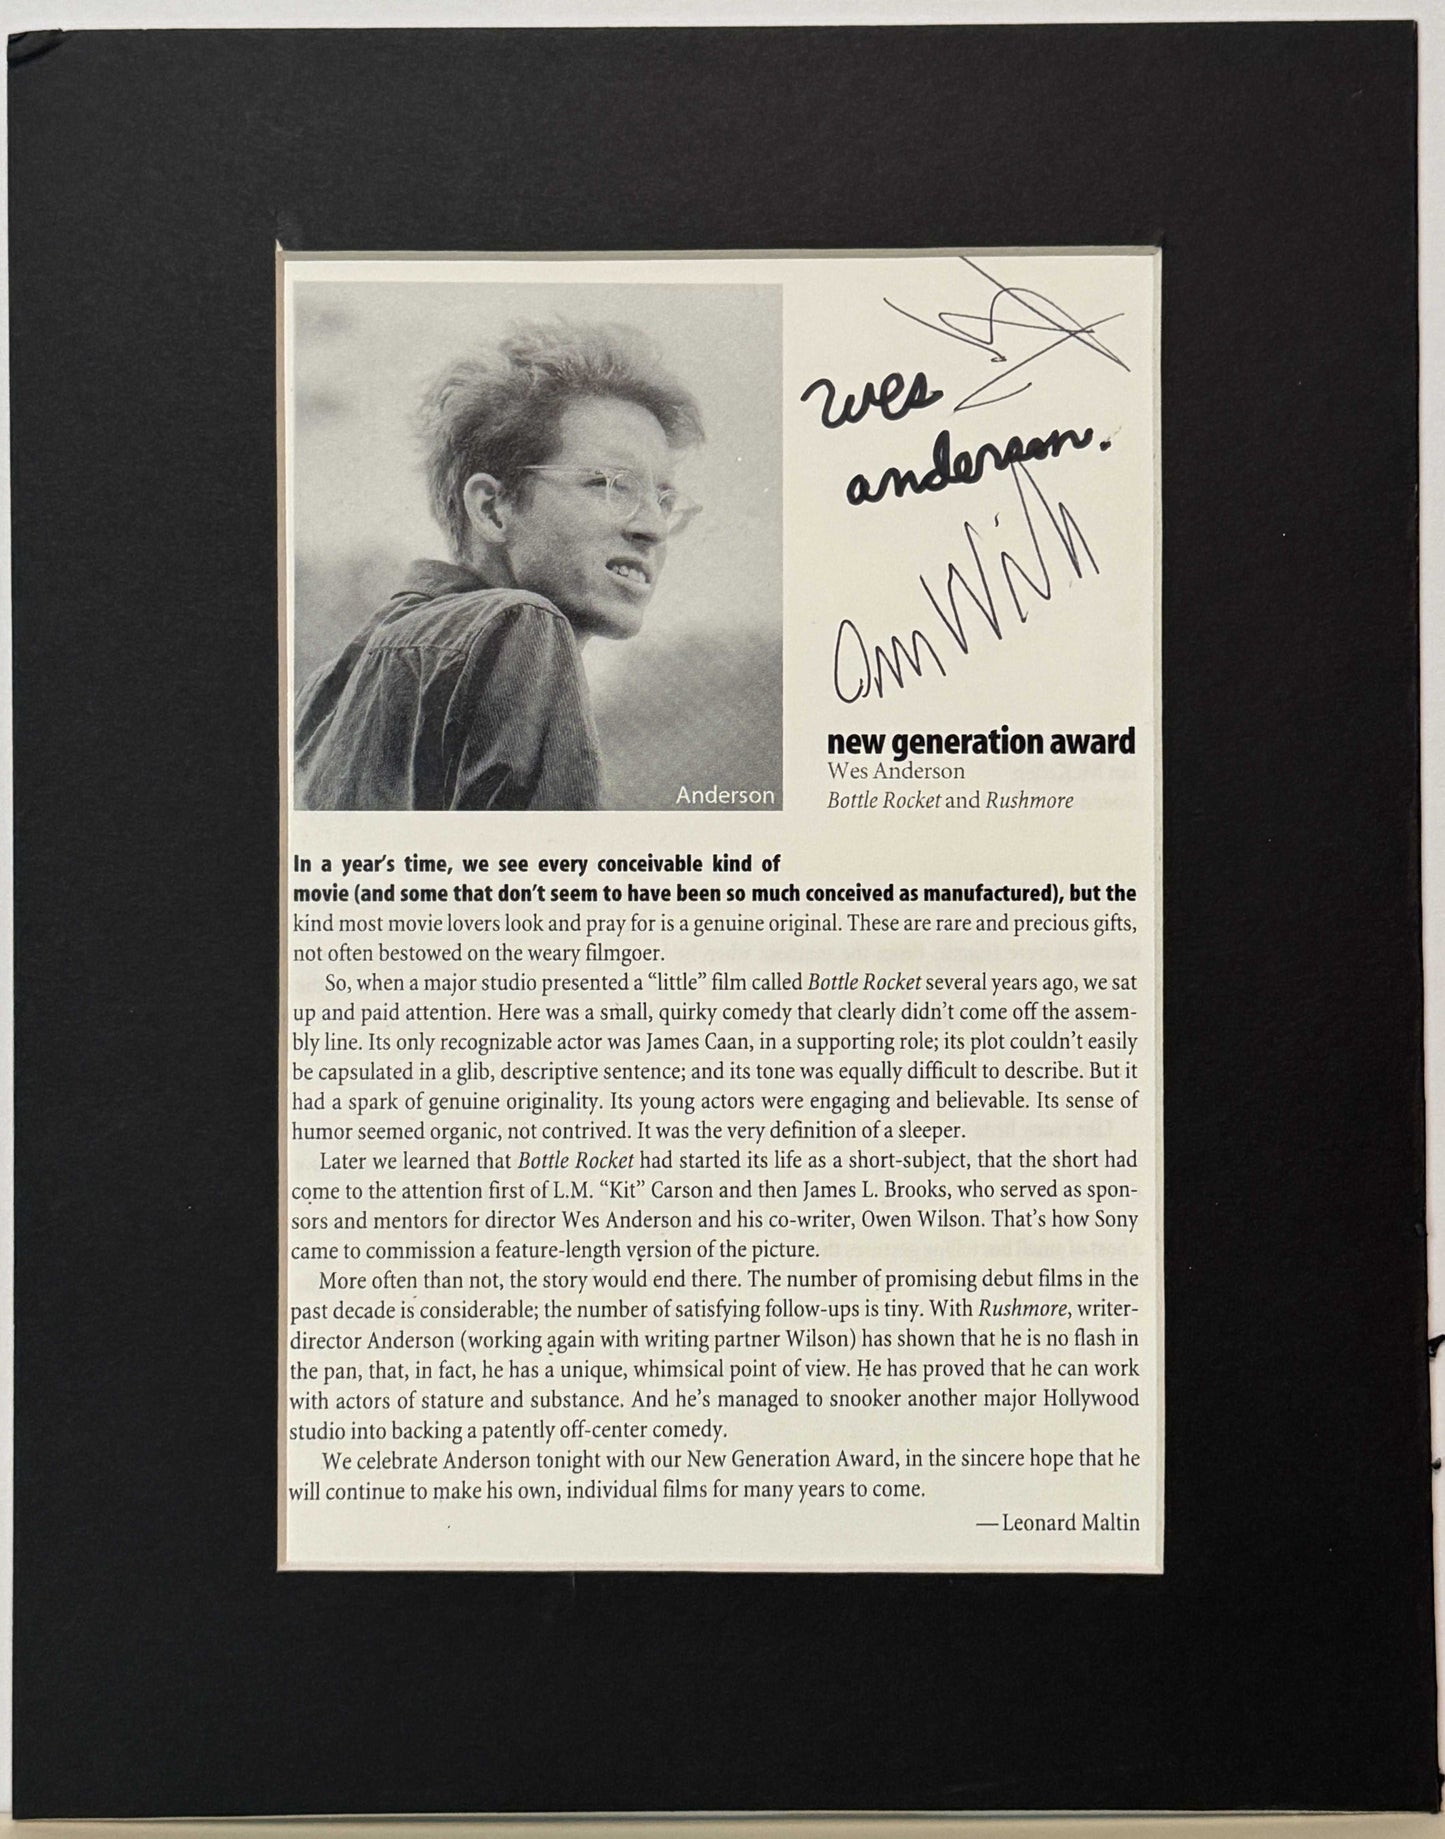 wes
anderson.
Anderson
new generation award
Wes Anderson
Bottle Rocket and Rushmore
In a year's time, we see every conceivable kind of
movie (and some that don't seem to have been so much conceived as manufactured), but the
kind most movie lovers look and pray for is a genuine original. These are rare and precious gifts,
not often bestowed on the weary filmgoer.
So, when a major studio presented a “little” film called Bottle Rocket several years ago, we sat
up and paid attention. Here was a small, quirky comedy that clearly didn't come off the assem-
bly line. Its only recognizable actor was James Caan, in a supporting role; its plot couldn't easily
be capsulated in a glib, descriptive sentence; and its tone was equally difficult to describe. But it
had a spark of genuine originality. Its young actors were engaging and believable. Its sense of
humor seemed organic, not contrived. It was the very definition of a sleeper.
Later we learned that Bottle Rocket had started its life as a short-subject, that the short had
come to the attention first of L.M. “Kit” Carson and then James L. Brooks, who served as spon-
sors and mentors for director Wes Anderson and his co-writer, Owen Wilson. That's how Sony
came to commission a feature-length version of the picture.
More often than not, the story would end there. The number of promising debut films in the
past decade is considerable; the number of satisfying follow-ups is tiny. With Rushmore, writer-
director Anderson (working again with writing partner Wilson) has shown that he is no flash in
the pan, that, in fact, he has a unique, whimsical point of view. He has proved that he can work
with actors of stature and substance. And he's managed to snooker another major Hollywood
studio into backing a patently off-center comedy.
We celebrate Anderson tonight with our New Generation Award, in the sincere hope that he
will continue to make his own, individual films for many years to come.
—Leonard Maltin